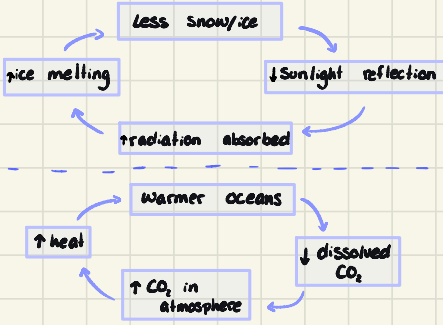 Less snow/ice
↑ice melting
↓sunlight reflection
↑radiation absorbed
warmer oceans
↑ heat
↓ dissolved
CO₂
↑ CO₂ in
atmosphere